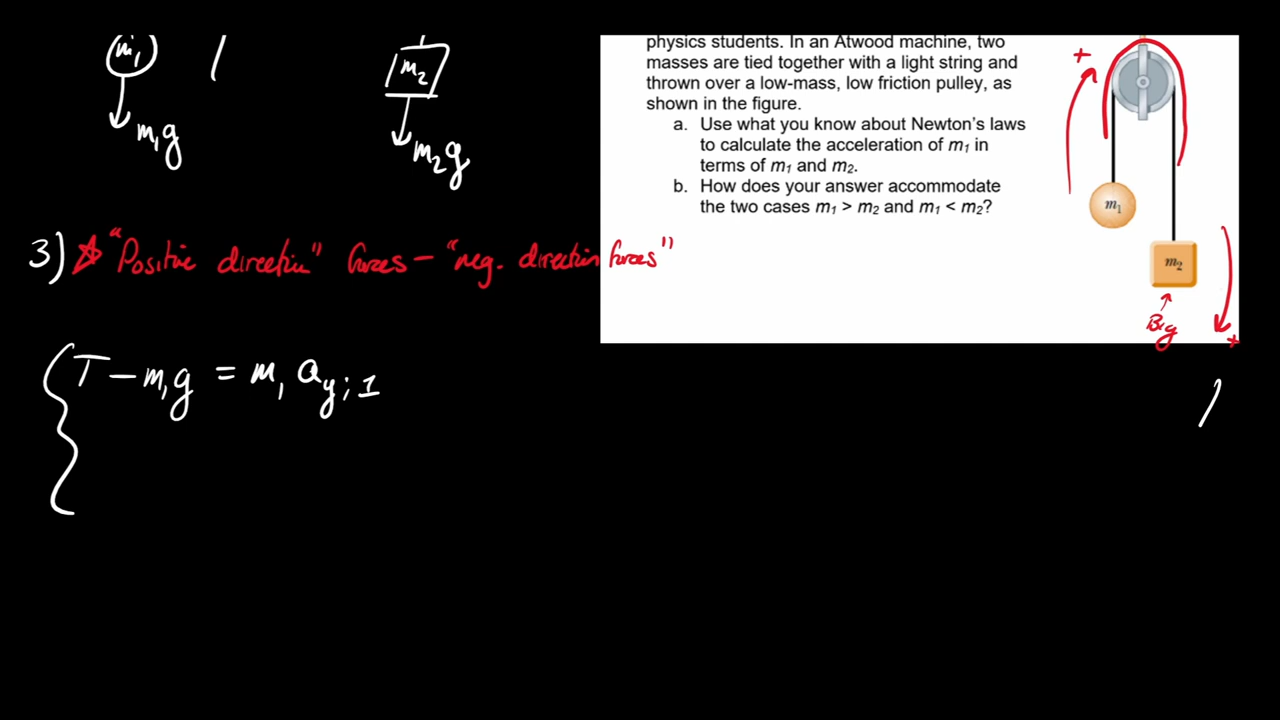 m₁
m₂
m₁g
m₂g
physics students. In an Atwood machine, two
masses are tied together with a light string and
thrown over a low-mass, low friction pulley, as
shown in the figure.
a. Use what you know about Newton's laws
to calculate the acceleration of m₁ in
terms of m₁ and m₂.
b. How does your answer accommodate
the two cases m₁ > m₂ and m₁ < m₂?
+
m₁
m₂
Big
+
3) "Positive direction" forces – "neg. direction forces"
T – m₁g = m₁ a_y;1